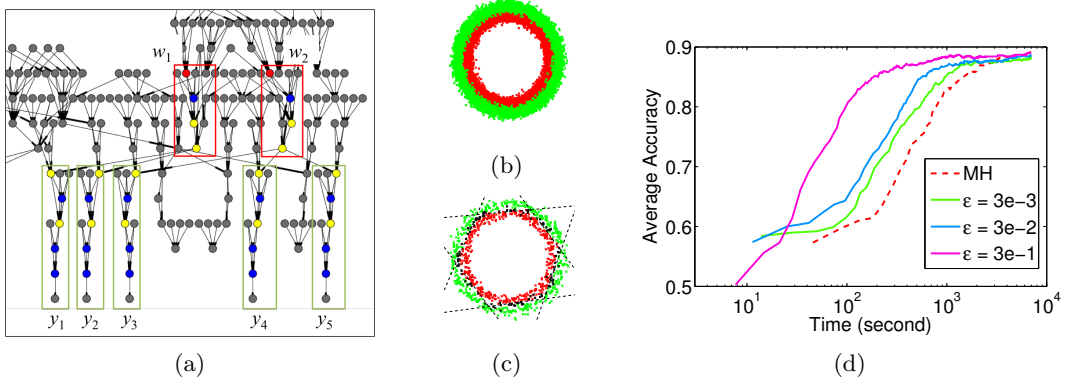 w1
w2
y1
y2
y3
y4
y5
(a)
(b)
(c)
Average Accuracy
0.9
0.8
0.7
0.6
0.5
MH
ε = 3e−3
ε = 3e−2
ε = 3e−1
10^1
10^2
10^3
10^4
Time (second)
(d)